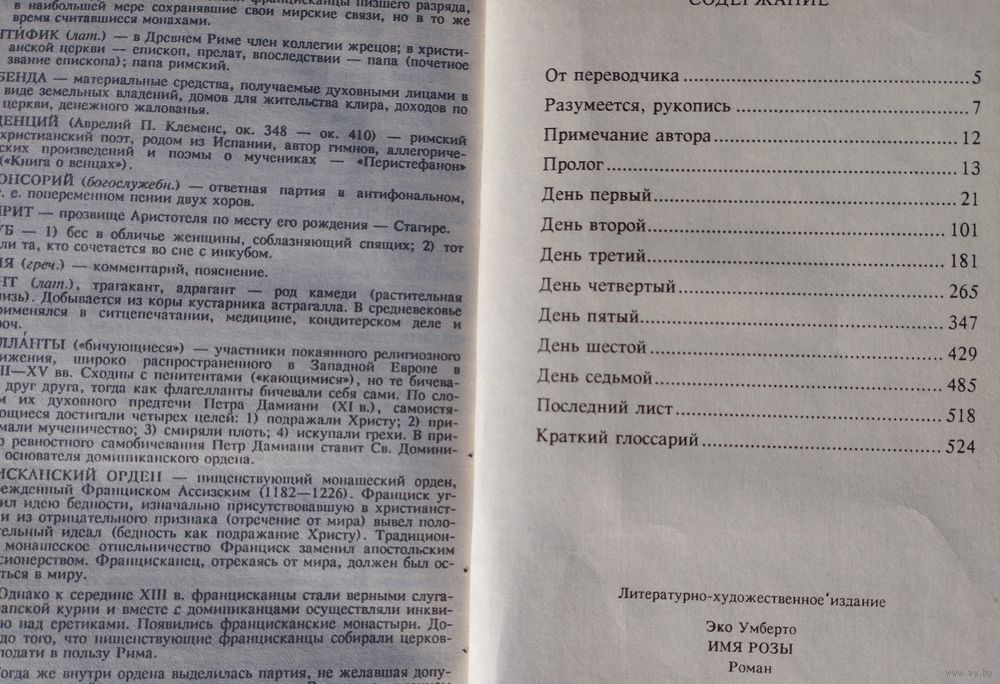 францисканцы низшего разряда,
в наибольшей мере сохранявшие свои мирские связи, но в то же
время считавшиеся монахами.
НТИФИК (лат.) — в Древнем Риме член коллегии жрецов; в христи-
анской церкви — епископ, прелат, впоследствии — папа (почетное
звание епископа); папа римский.
БЕНДА — материальные средства, получаемые духовными лицами в
виде земельных владений, домов для жительства клира, доходов по
церкви, денежного жалованья.
ДЕНЦИЙ (Аврелий П. Клеменс, ок. 348 — ок. 410) — римский
христианский поэт, родом из Испании, автор гимнов, аллегориче-
ских произведений и поэмы о мучениках — «Перистефанон»
(«Книга о венцах»).
ОНСОРИЙ (богослужебн.) — ответная партия в антифональном,
т. е. попеременном пении двух хоров.
ИРИТ — прозвище Аристотеля по месту его рождения — Стагире.
УБ — 1) бес в обличье женщины, соблазняющий спящих; 2) тот
или та, кто сочетается во сне с инкубом.
ИЯ (греч.) — комментарий, пояснение.
НТ (лат.), трагакант, адрагант — род камеди (растительная
лизь). Добывается из коры кустарника астрагалла. В средневековье
рименялся в ситцепечатании, медицине, кондитерском деле и
роч.
ЛЛАНТЫ («бичующиеся») — участники покаянного религиозного
ижения, широко распространенного в Западной Европе в
II—XV вв. Сходны с пенитентами («кающимися»), но те бичева-
друг друга, тогда как флагелланты бичевали себя сами. По сло-
м их духовного предтечи Петра Дамиани (XI в.), самоистя-
ющиеся достигали четырех целей: 1) подражали Христу; 2) при-
мали мученичество; 3) смиряли плоть; 4) искупали грехи. В при-
р ревностного самобичевания Петр Дамиани ставит Св. Домини-
основателя доминиканского ордена.
ИСКАНСКИЙ ОРДЕН — нищенствующий монашеский орден,
режденный Франциском Ассизским (1182—1226). Франциск уг-
ил идею бедности, изначально присутствовавшую в христианст-
и из отрицательного признака (отречение от мира) вывел поло-
тельный идеал (бедность как подражание Христу). Традицион-
монашеское отшельничество Франциск заменил апостольским
сионерством. Францисканец, отрекаясь от мира, должен был ос-
ться в миру.
Однако к середине XIII в. францисканцы стали верными слуга-
папской курии и вместе с доминиканцами осуществляли инкви-
ю над еретиками. Появились францисканские монастыри. До-
до того, что нищенствующие францисканцы собирали церков-
подати в пользу Рима.
огда же внутри ордена выделилась партия, не желавшая допу-
СОДЕРЖАНИЕ
От переводчика 5
Разумеется, рукопись 7
Примечание автора 12
Пролог 13
День первый 21
День второй 101
День третий 181
День четвертый 265
День пятый 347
День шестой 429
День седьмой 485
Последний лист 518
Краткий глоссарий 524
Литературно-художественное издание
Эко Умберто
ИМЯ РОЗЫ
Роман
www.ay.by